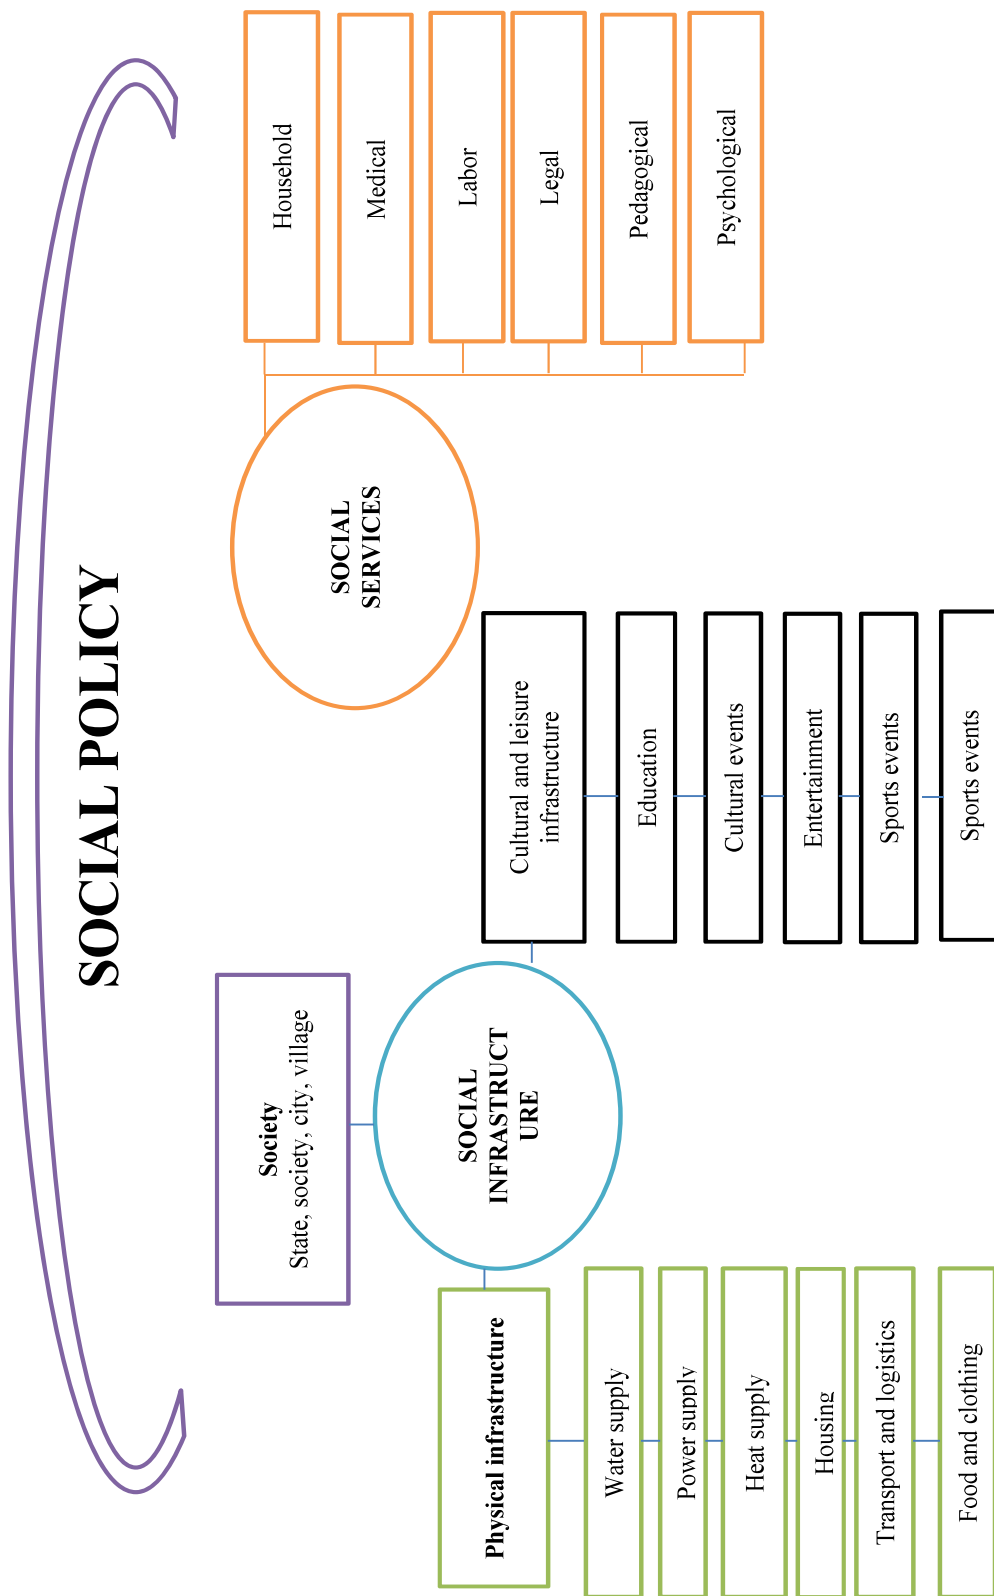 SOCIAL POLICY
Society
State, society, city, village
SOCIAL
INFRASTRUCT
URE
SOCIAL
SERVICES
Physical infrastructure
Water supply
Power supply
Heat supply
Housing
Transport and logistics
Food and clothing
Cultural and leisure
infrastructure
Education
Cultural events
Entertainment
Sports events
Sports events
Household
Medical
Labor
Legal
Pedagogical
Psychological